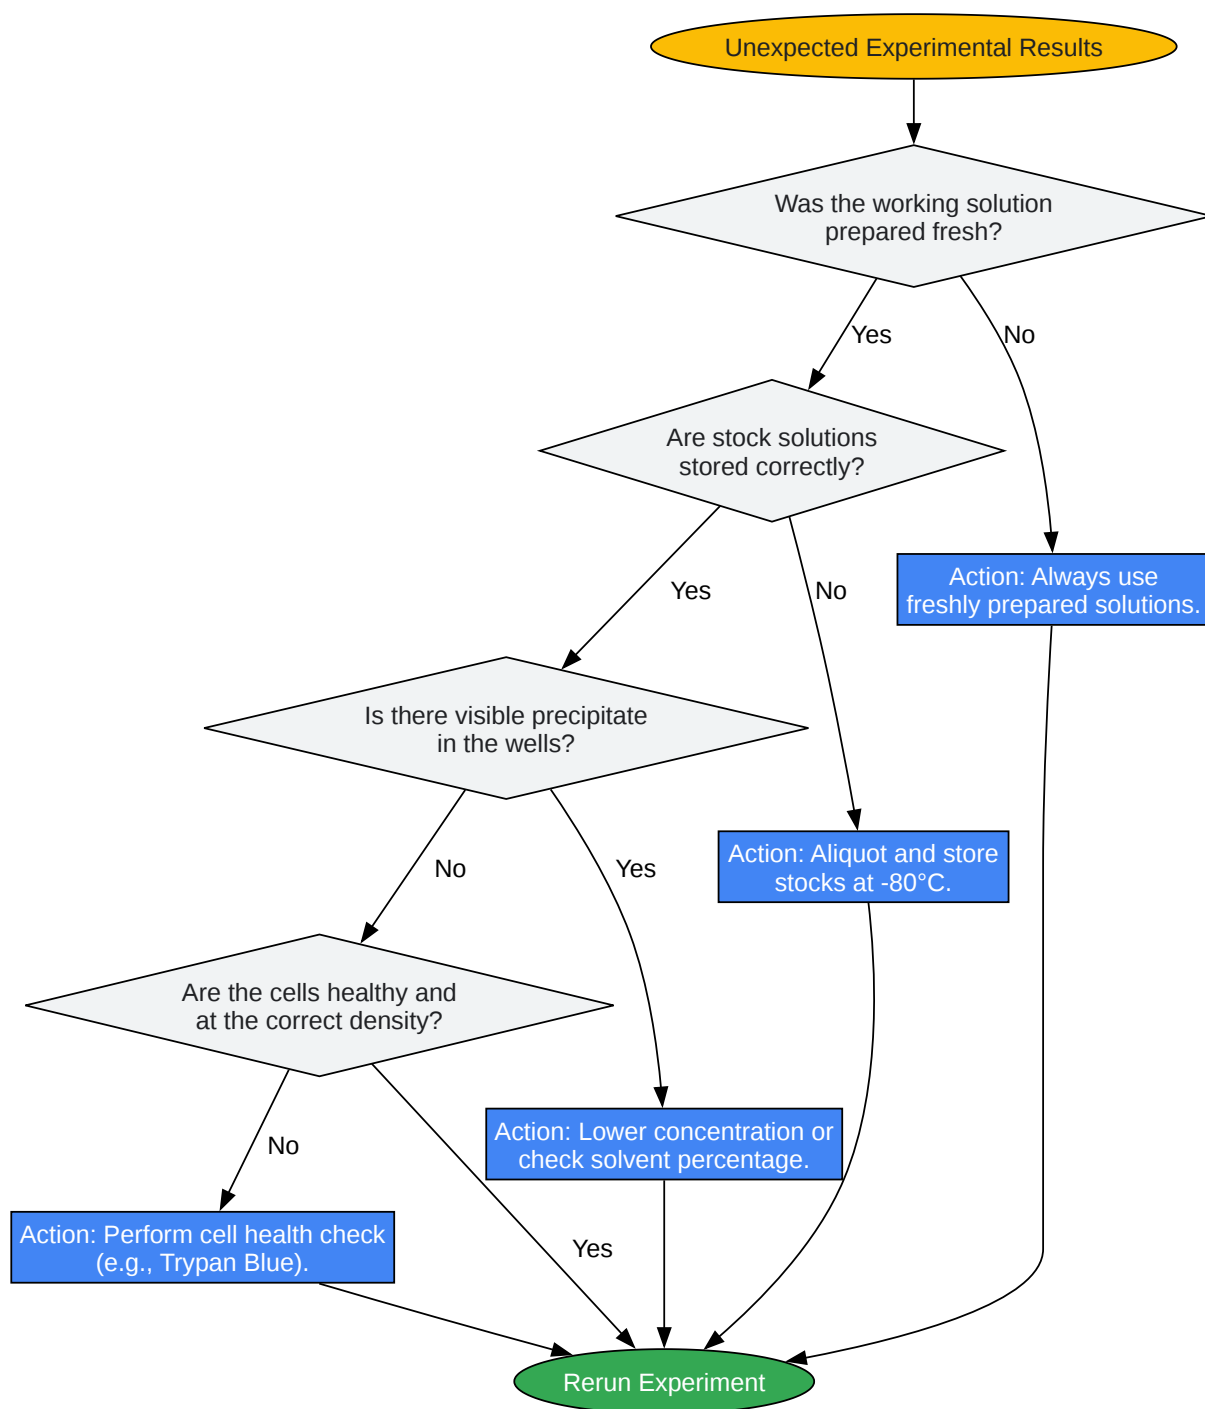 Unexpected Experimental Results
Was the working solution
prepared fresh?
Yes
No
Are stock solutions
stored correctly?
Action: Always use
freshly prepared solutions.
Yes
No
Is there visible precipitate
in the wells?
Action: Aliquot and store
stocks at -80°C.
No
Yes
Are the cells healthy and
at the correct density?
Action: Lower concentration or
check solvent percentage.
No
Action: Perform cell health check
(e.g., Trypan Blue).
Yes
Rerun Experiment